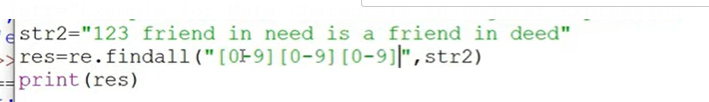 str2="123 friend in need is a friend in deed"
res=re.findall("[0-9][0-9][0-9]",str2)
print(res)